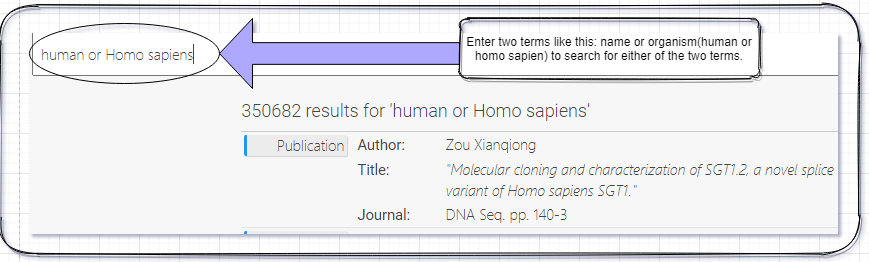 human or Homo sapiens
Enter two terms like this: name or organism(human or
homo sapien) to search for either of the two terms.
350682 results for 'human or Homo sapiens'
Publication Author: Zou Xianqiong
Title: "Molecular cloning and characterization of SGT1.2, a novel splice
variant of Homo sapiens SGT1."
Journal: DNA Seq. pp. 140-3